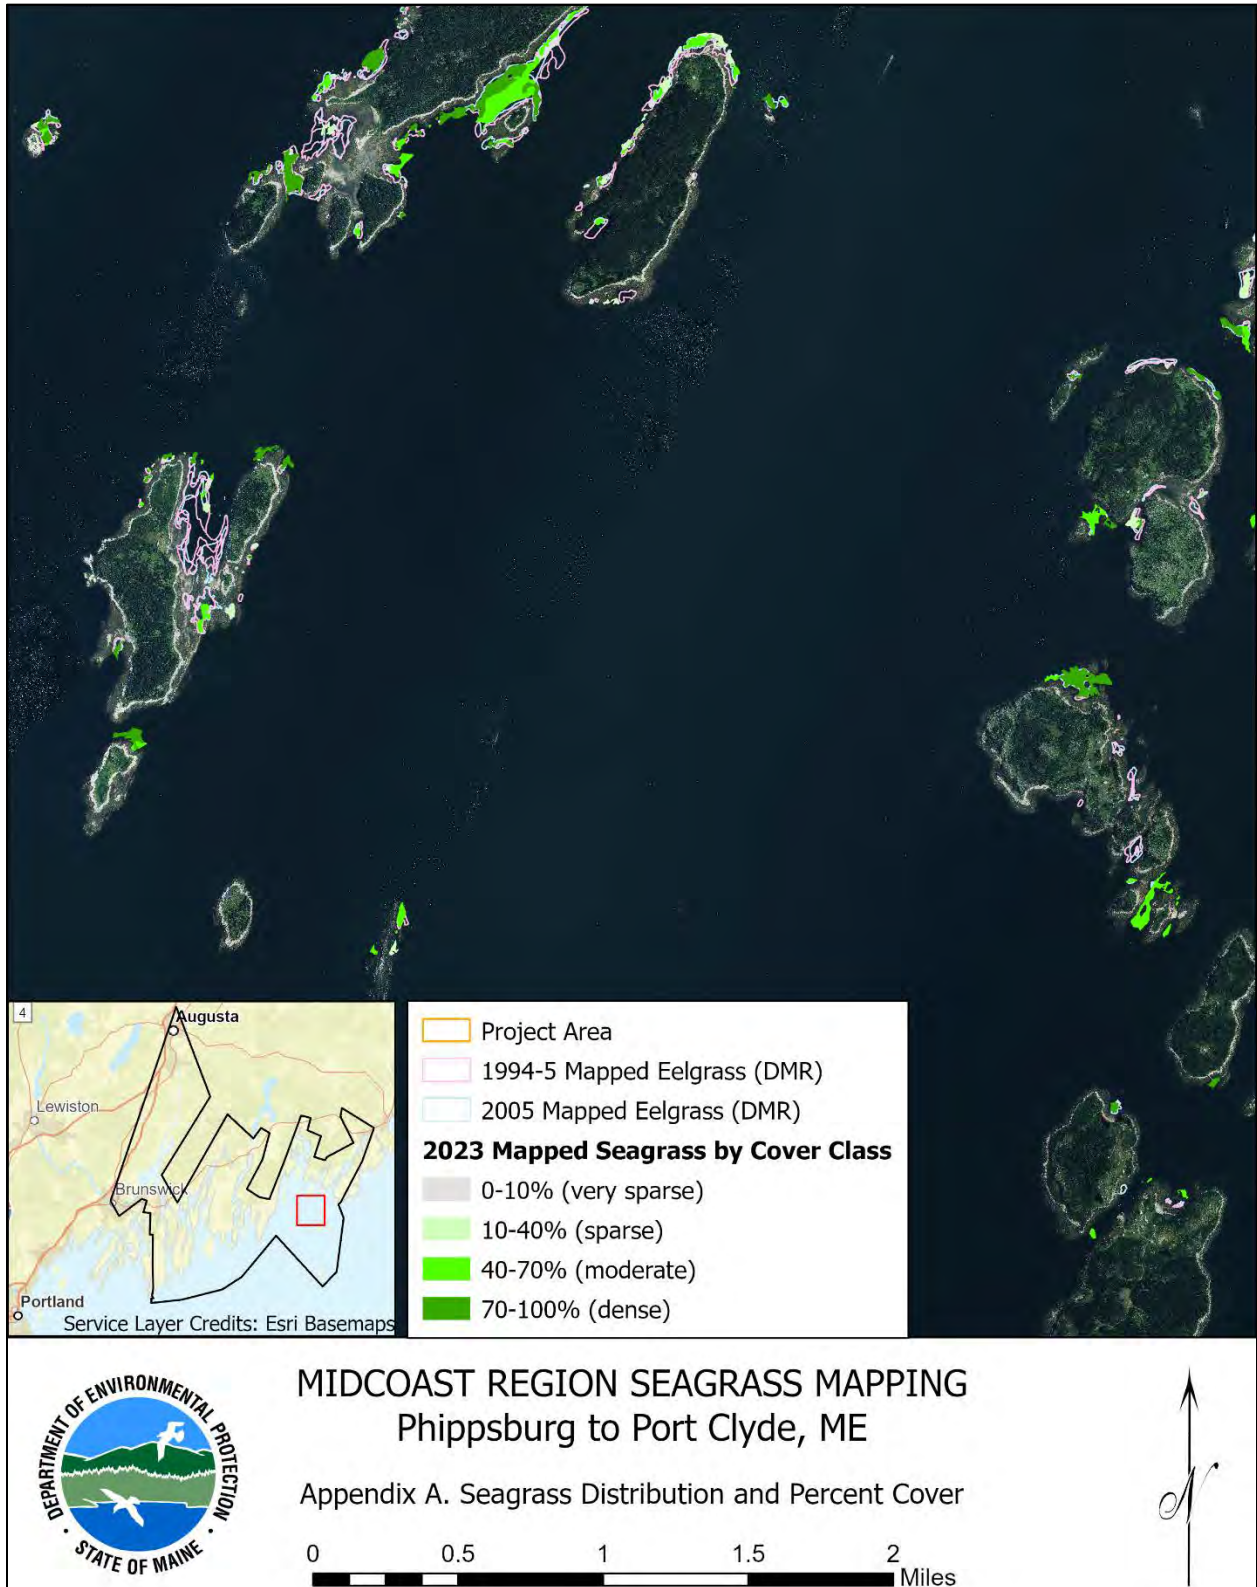 4
Augusta
Lewiston
Brunswick
Portland
Service Layer Credits: Esri Basemaps
Project Area
1994-5 Mapped Eelgrass (DMR)
2005 Mapped Eelgrass (DMR)
2023 Mapped Seagrass by Cover Class
0-10% (very sparse)
10-40% (sparse)
40-70% (moderate)
70-100% (dense)
DEPARTMENT OF ENVIRONMENTAL PROTECTION
STATE OF MAINE
MIDCOAST REGION SEAGRASS MAPPING
Phippsburg to Port Clyde, ME
Appendix A. Seagrass Distribution and Percent Cover
0 0.5 1 1.5 2
Miles
N